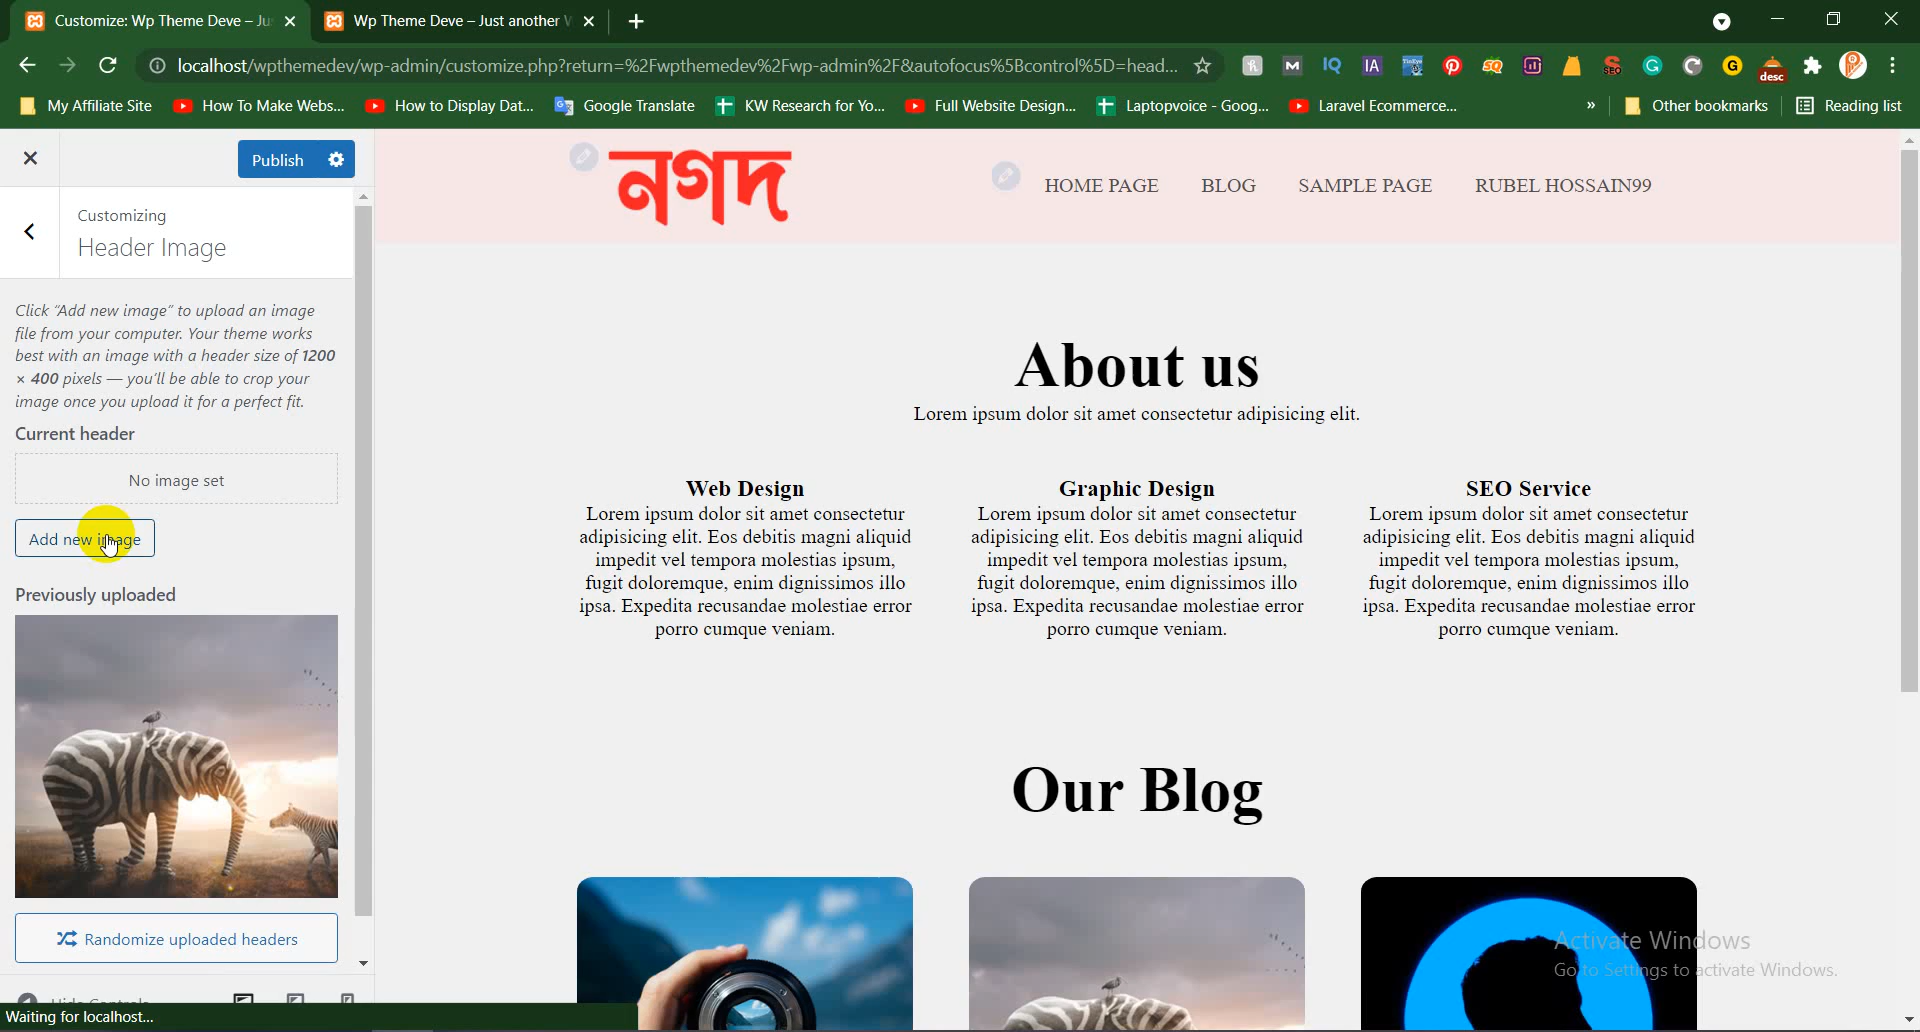 Customize: Wp Theme Deve – Ju
Wp Theme Deve – Just another W
localhost/wpthemedev/wp-admin/customize.php?return=%2Fwpthemedev%2Fwp-admin%2F&autofocus%5Bcontrol%5D=head...
My Affiliate Site
How To Make Webs...
How to Display Dat...
Google Translate
KW Research for Yo...
Full Website Design...
Laptopvoice - Goog...
Laravel Ecommerce...
»
Other bookmarks
Reading list
Publish
Customizing
Header Image
Click “Add new image” to upload an image
file from your computer. Your theme works
best with an image with a header size of 1200
× 400 pixels — you’ll be able to crop your
image once you upload it for a perfect fit.
Current header
No image set
Add new image
Previously uploaded
Randomize uploaded headers
Hide Controls
Waiting for localhost...
নগদ
HOME PAGE
BLOG
SAMPLE PAGE
RUBEL HOSSAIN99
About us
Lorem ipsum dolor sit amet consectetur adipisicing elit.
Web Design
Lorem ipsum dolor sit amet consectetur
adipisicing elit. Eos debitis magni aliquid
impedit vel tempora molestias ipsum,
fugit doloremque, enim dignissimos illo
ipsa. Expedita recusandae molestiae error
porro cumque veniam.
Graphic Design
Lorem ipsum dolor sit amet consectetur
adipisicing elit. Eos debitis magni aliquid
impedit vel tempora molestias ipsum,
fugit doloremque, enim dignissimos illo
ipsa. Expedita recusandae molestiae error
porro cumque veniam.
SEO Service
Lorem ipsum dolor sit amet consectetur
adipisicing elit. Eos debitis magni aliquid
impedit vel tempora molestias ipsum,
fugit doloremque, enim dignissimos illo
ipsa. Expedita recusandae molestiae error
porro cumque veniam.
Our Blog
Activate Windows
Go to Settings to activate Windows.